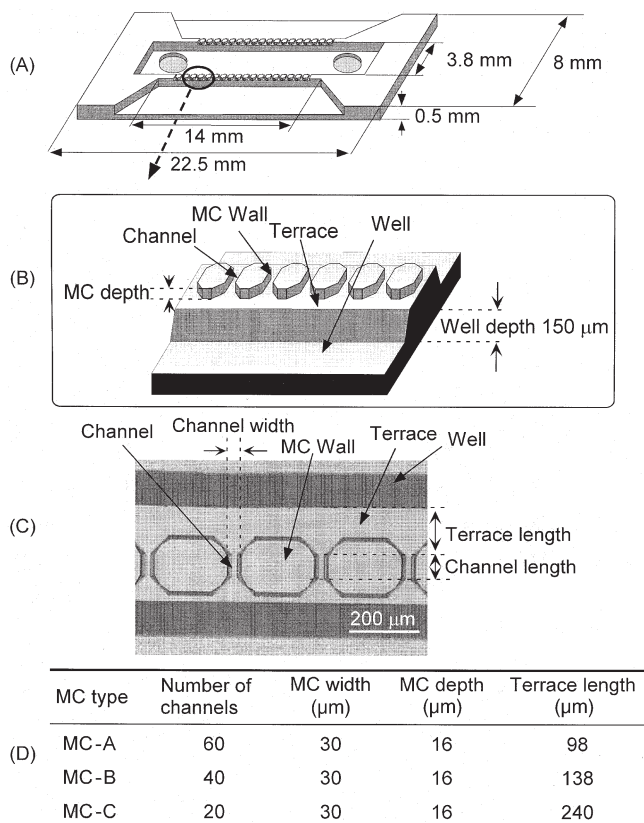 (A)
3.8 mm
8 mm
0.5 mm
14 mm
22.5 mm
(B)
MC Wall
Channel
Terrace
Well
MC depth
Well depth 150 μm
(C)
Channel width
Channel
MC Wall
Terrace
Well
Terrace length
Channel length
200 μm
(D)
MC type Number of channels MC width (μm) MC depth (μm) Terrace length (μm)
MC-A 60 30 16 98
MC-B 40 30 16 138
MC-C 20 30 16 240